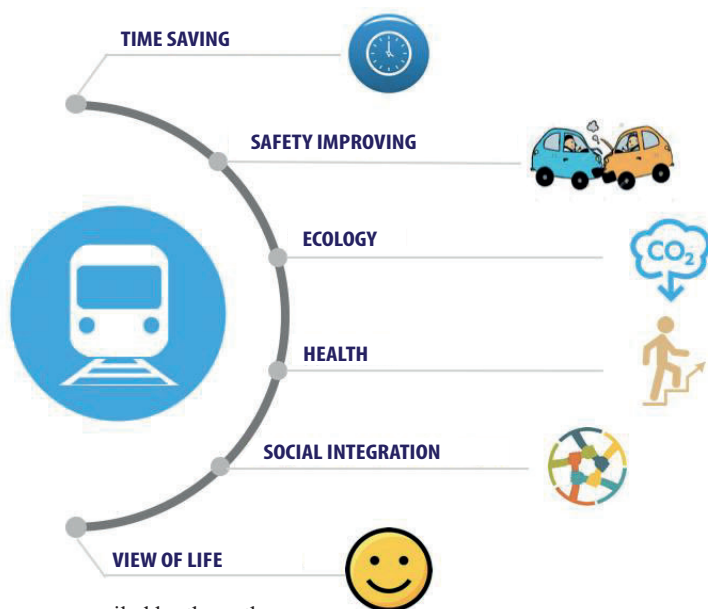 TIME SAVING
SAFETY IMPROVING
ECOLOGY
CO₂
HEALTH
SOCIAL INTEGRATION
VIEW OF LIFE